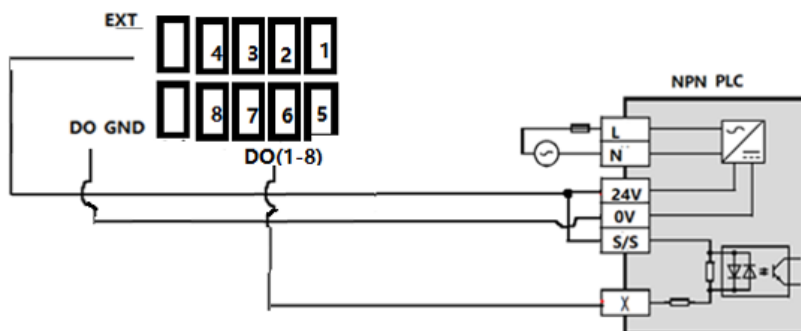 EXT
4 3 2 1
NPN PLC
8 7 6 5
DO GND
L
DO(1-8)
N
24V
0V
S/S
X